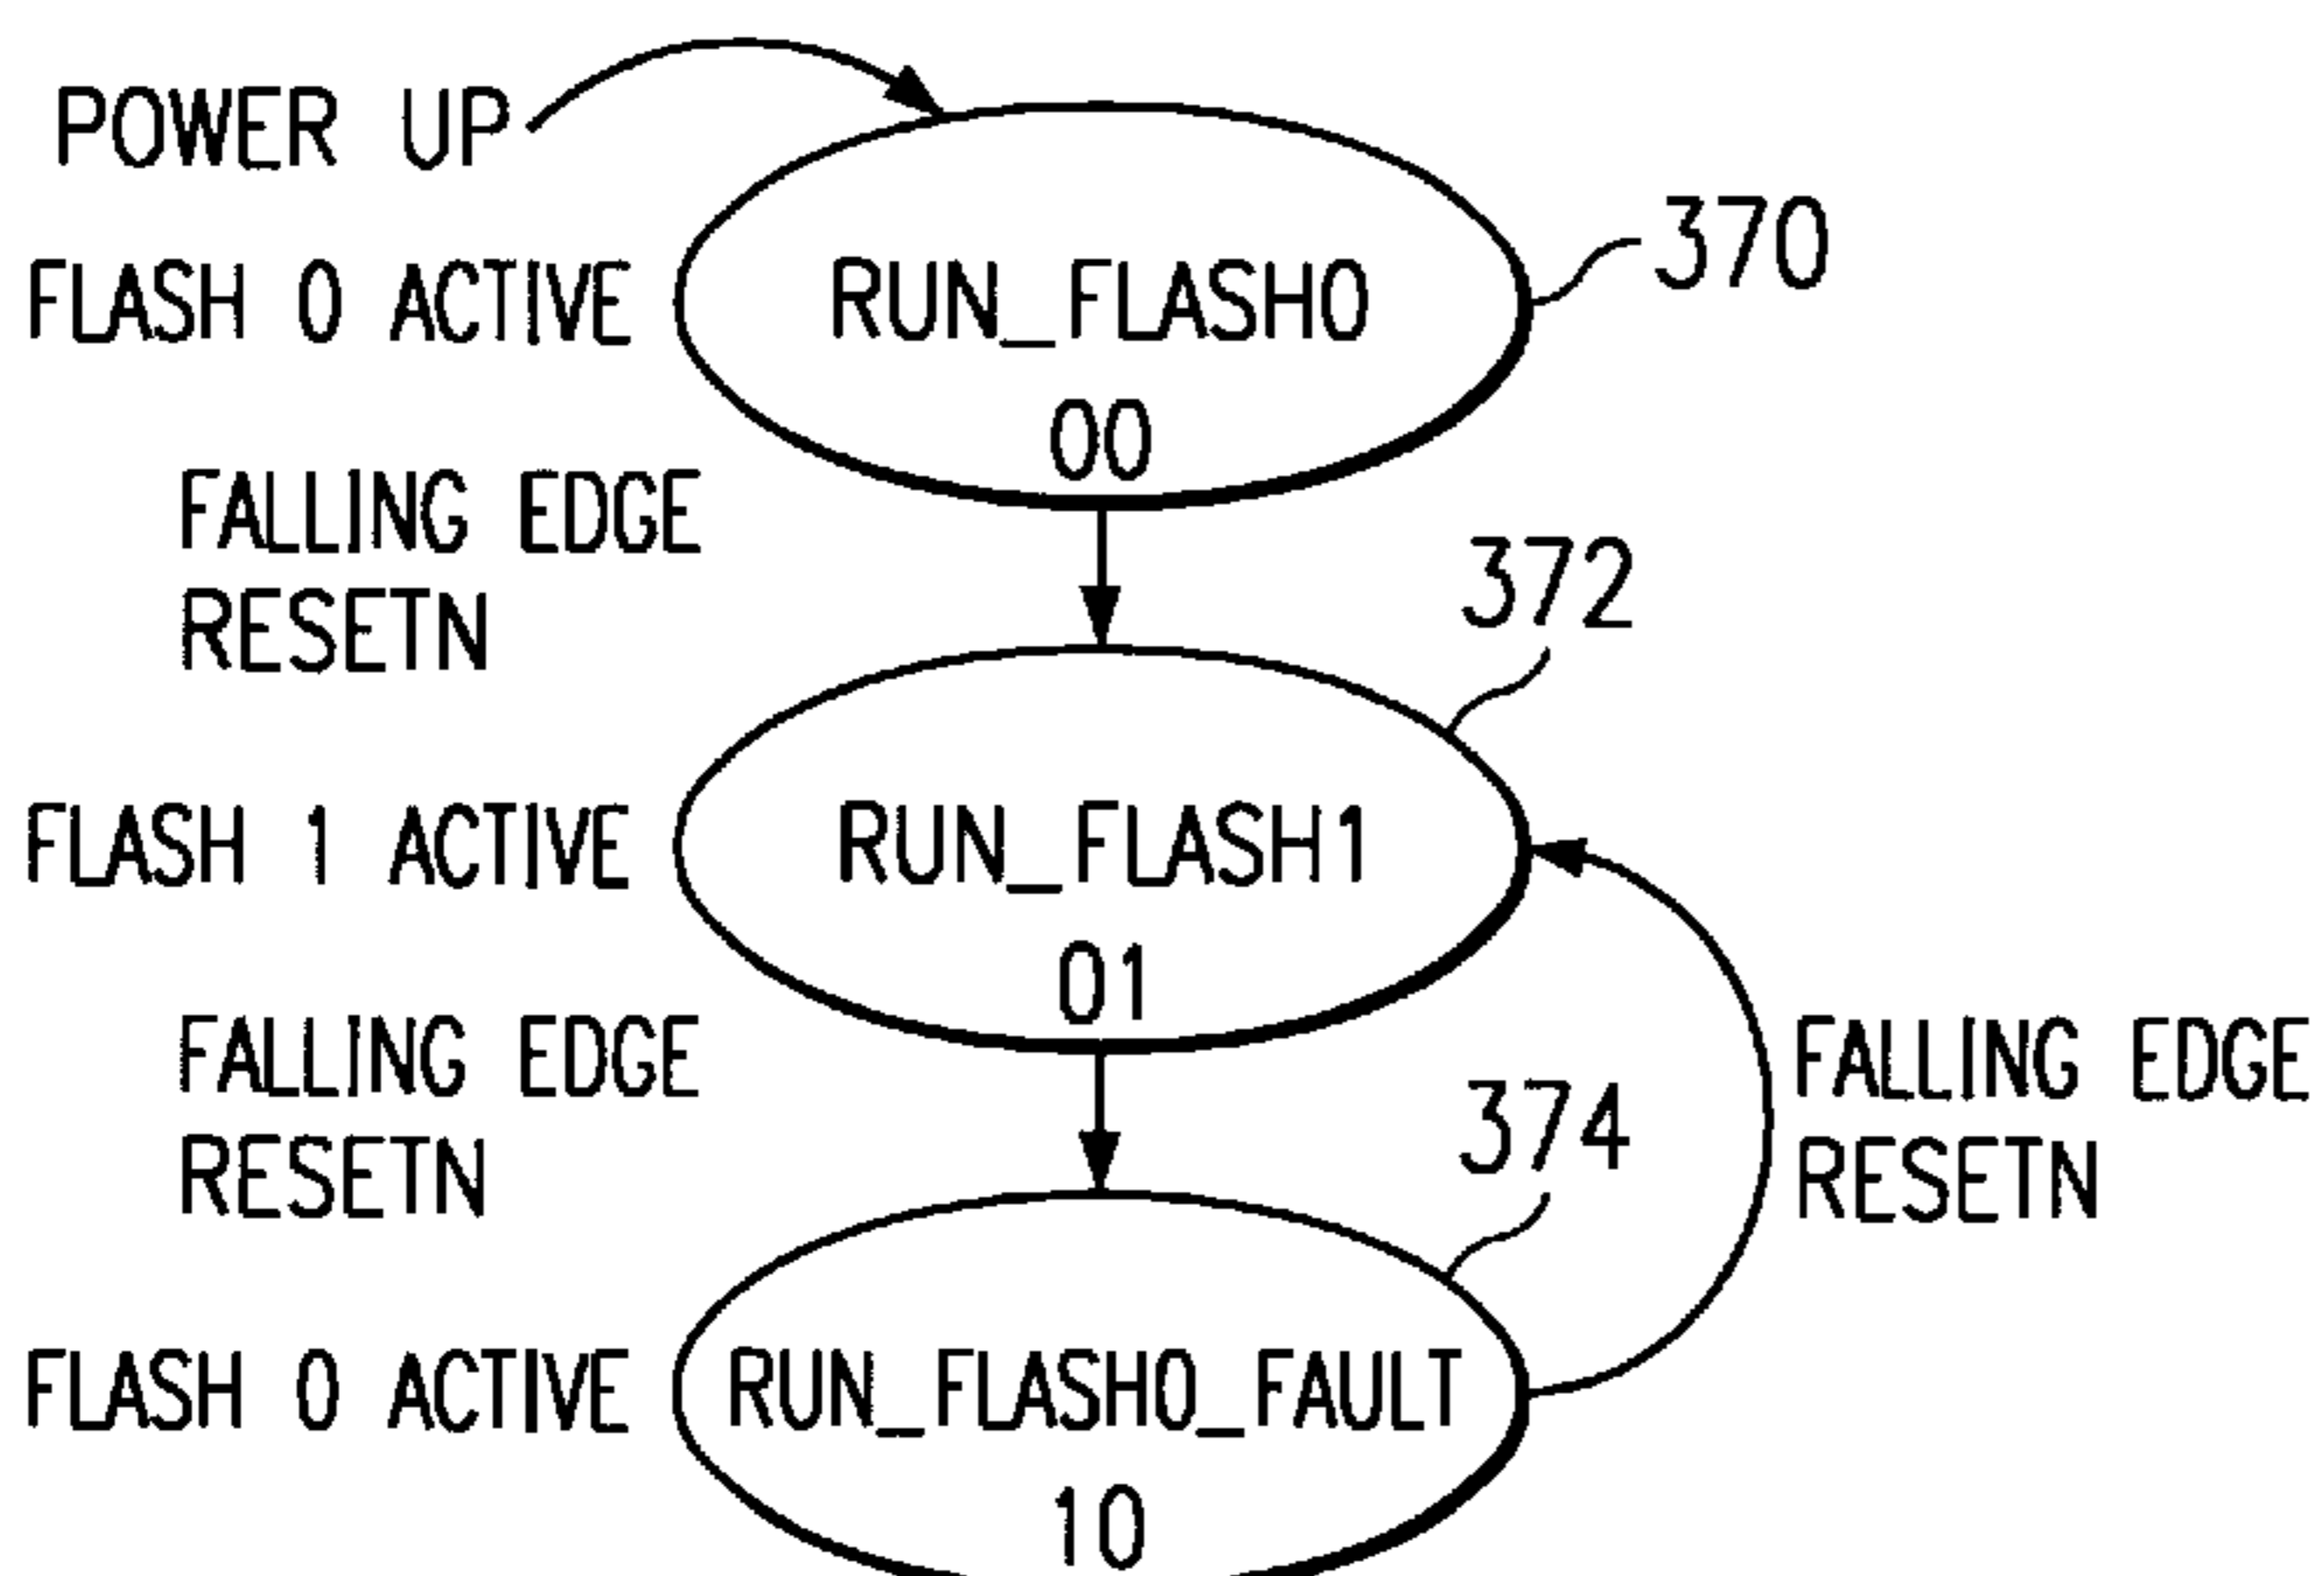 POWER UP
FLASH 0 ACTIVE
RUN_FLASH0
370
00
FALLING EDGE
RESETN
372
FLASH 1 ACTIVE
RUN_FLASH1
01
FALLING EDGE
RESETN
374
FALLING EDGE
RESETN
FLASH 0 ACTIVE
RUN_FLASH0_FAULT
10